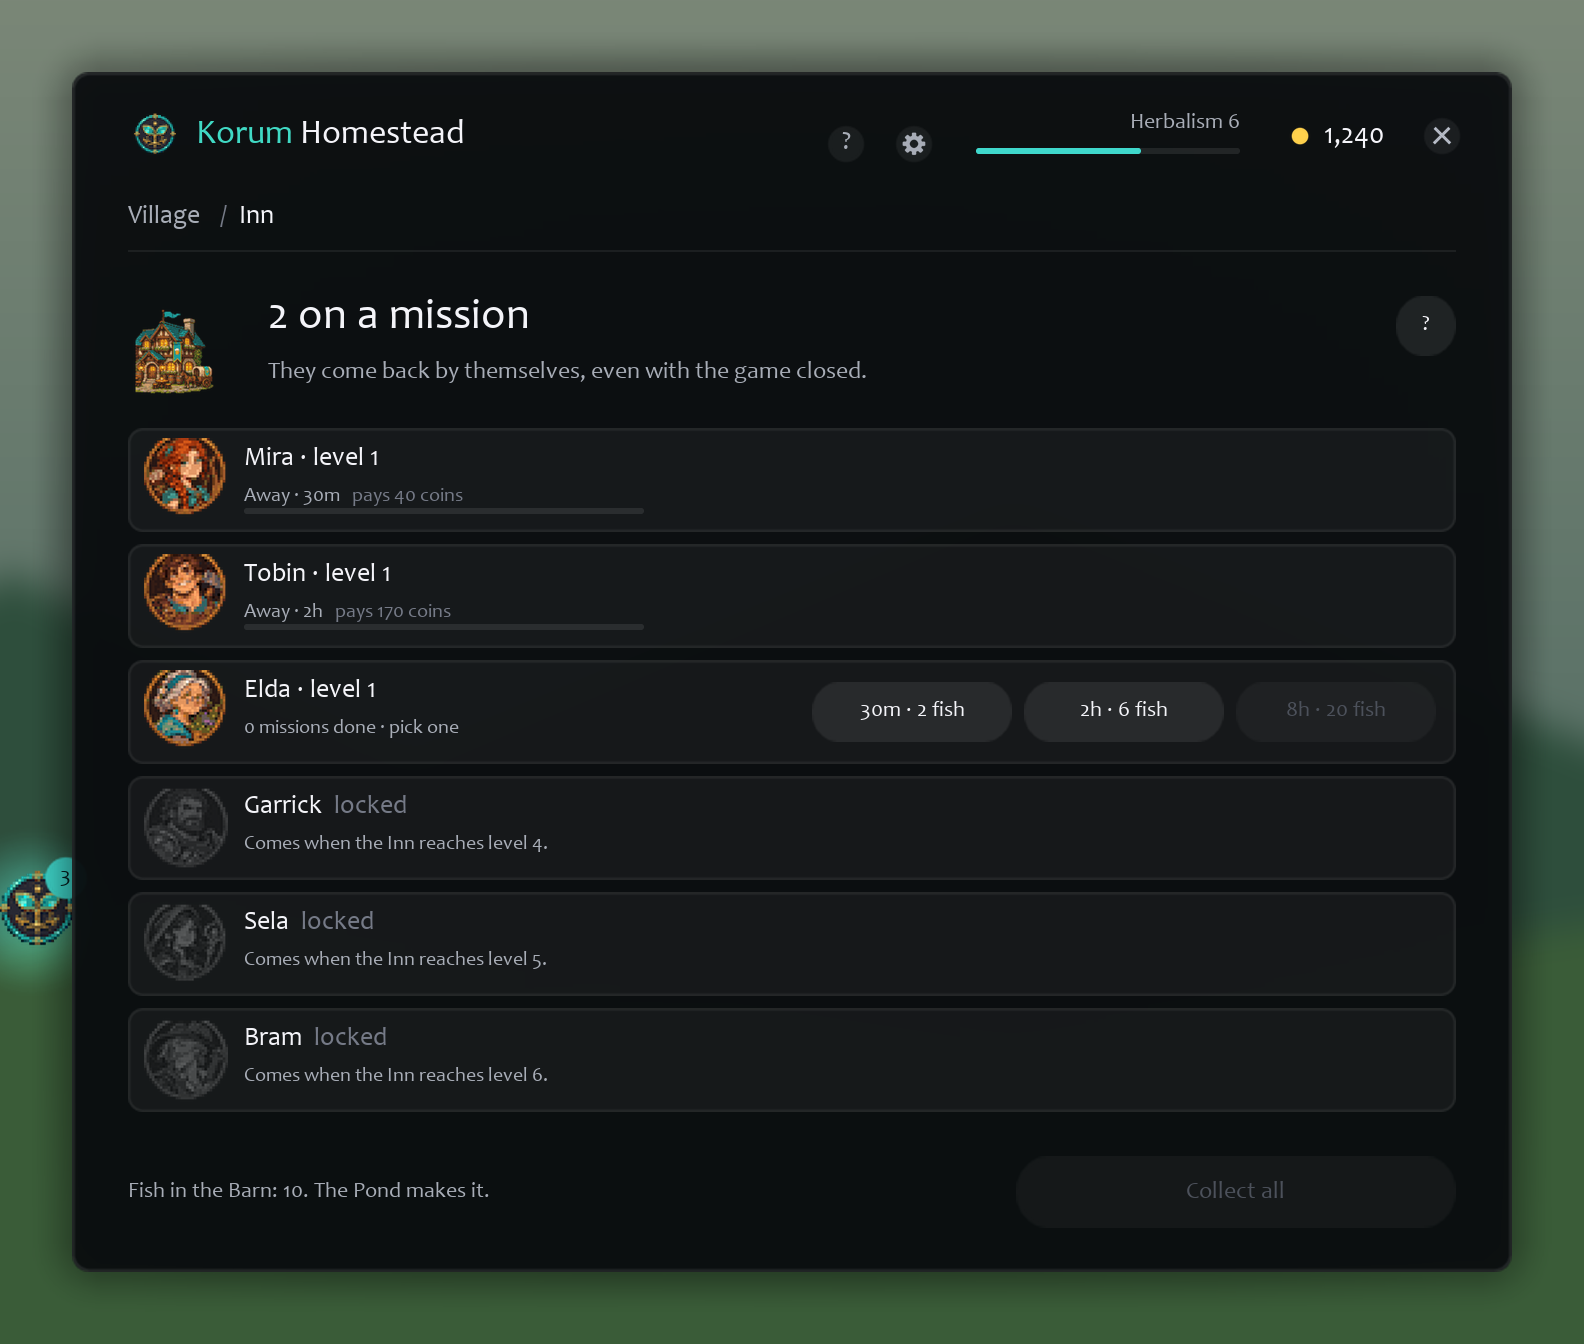 Korum Homestead
?
Herbalism 6
1,240
Village / Inn
2 on a mission
They come back by themselves, even with the game closed.
?
Mira · level 1
Away · 30m pays 40 coins
Tobin · level 1
Away · 2h pays 170 coins
Elda · level 1
0 missions done · pick one
30m · 2 fish
2h · 6 fish
8h · 20 fish
Garrick locked
Comes when the Inn reaches level 4.
3
Sela locked
Comes when the Inn reaches level 5.
Bram locked
Comes when the Inn reaches level 6.
Fish in the Barn: 10. The Pond makes it.
Collect all